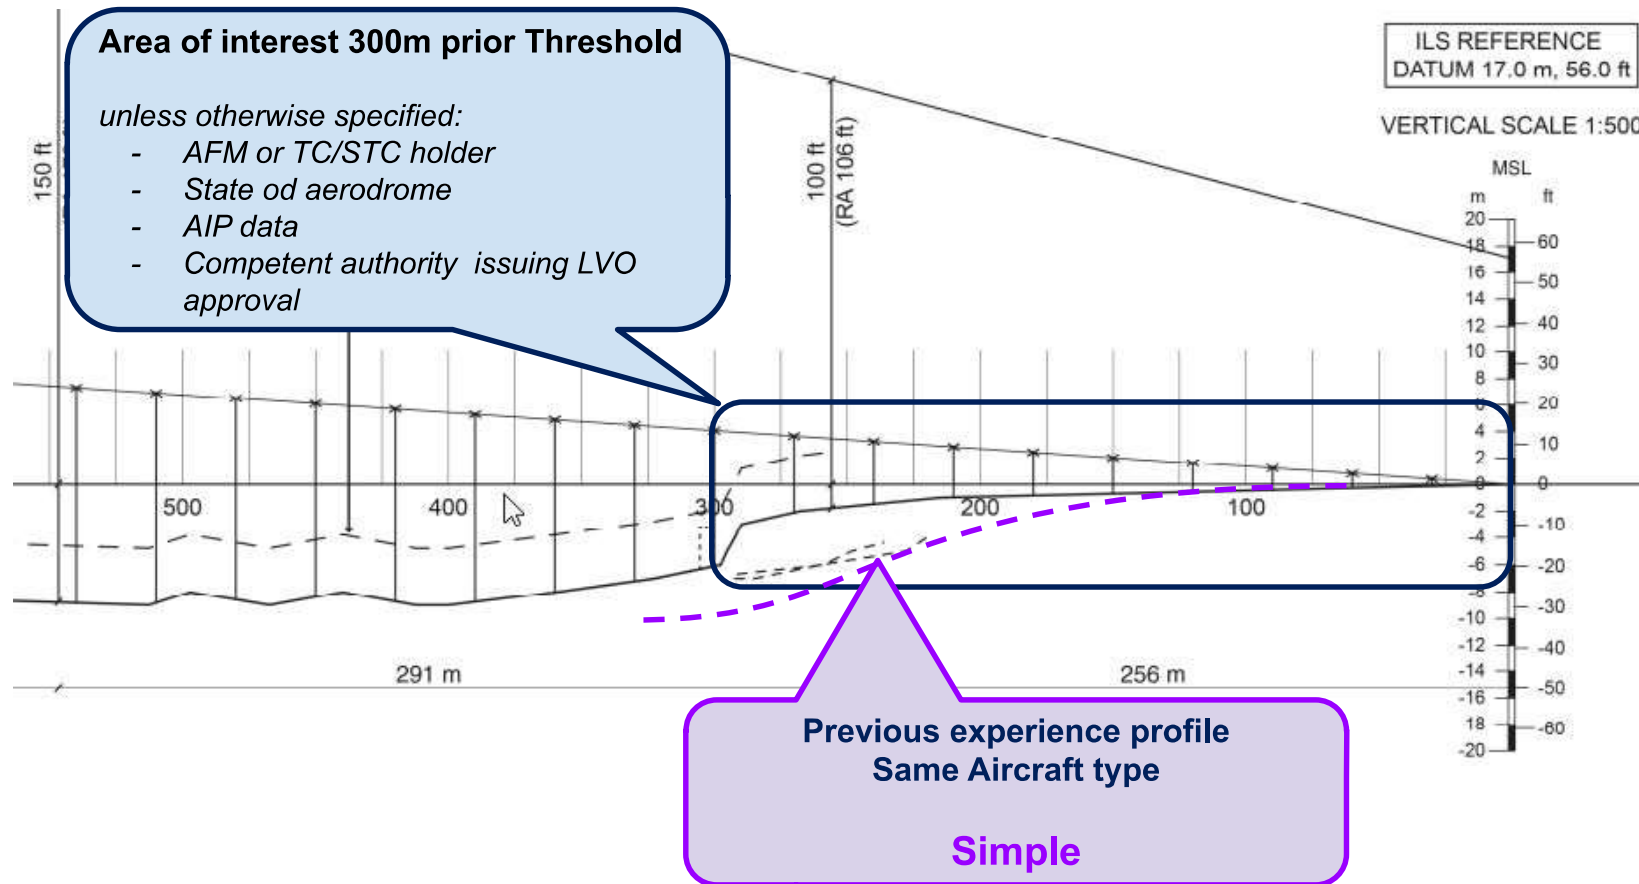 Area of interest 300m prior Threshold
unless otherwise specified:
- AFM or TC/STC holder
- State od aerodrome
- AIP data
- Competent authority issuing LVO
approval
ILS REFERENCE
DATUM 17.0 m, 56.0 ft
VERTICAL SCALE 1:500
MSL
m ft
150 ft
100 ft
(RA 106 ft)
20
18
16
14
12
10
8
6
4
2
0
-2
-4
-6
-8
-10
-12
-14
-16
18
-20
60
50
40
30
20
10
0
-10
-20
-30
-40
-50
-60
500
400
300
200
100
291 m
256 m
Previous experience profile
Same Aircraft type
Simple